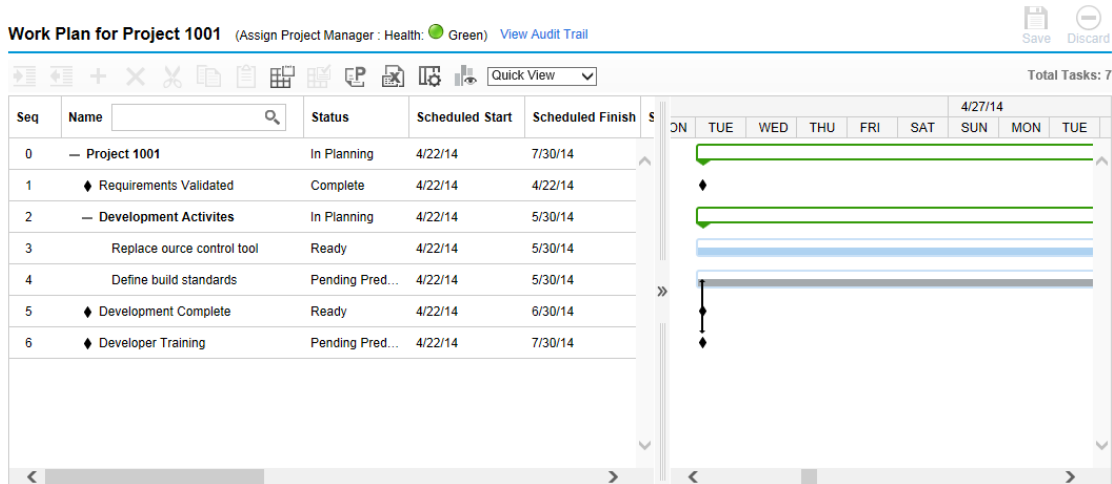 Work Plan for Project 1001 (Assign Project Manager : Health: Green) View Audit Trail
Save Discard
Quick View
Total Tasks: 7
Seq Name Status Scheduled Start Scheduled Finish S
4/27/14
ON TUE WED THU FRI SAT SUN MON TUE
0 — Project 1001 In Planning 4/22/14 7/30/14
1 Requirements Validated Complete 4/22/14 4/22/14
2 — Development Activites In Planning 4/22/14 5/30/14
3 Replace ource control tool Ready 4/22/14 5/30/14
4 Define build standards Pending Pred... 4/22/14 5/30/14
5 Development Complete Ready 4/22/14 6/30/14
6 Developer Training Pending Pred... 4/22/14 7/30/14